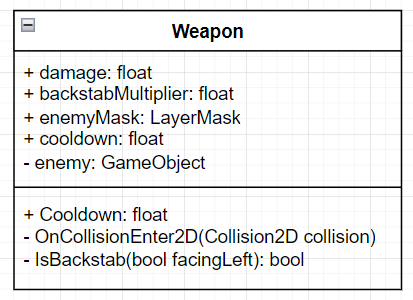 Weapon
+ damage: float
+ backstabMultiplier: float
+ enemyMask: LayerMask
+ cooldown: float
- enemy: GameObject
+ Cooldown: float
- OnCollisionEnter2D(Collision2D collision)
- IsBackstab(bool facingLeft): bool